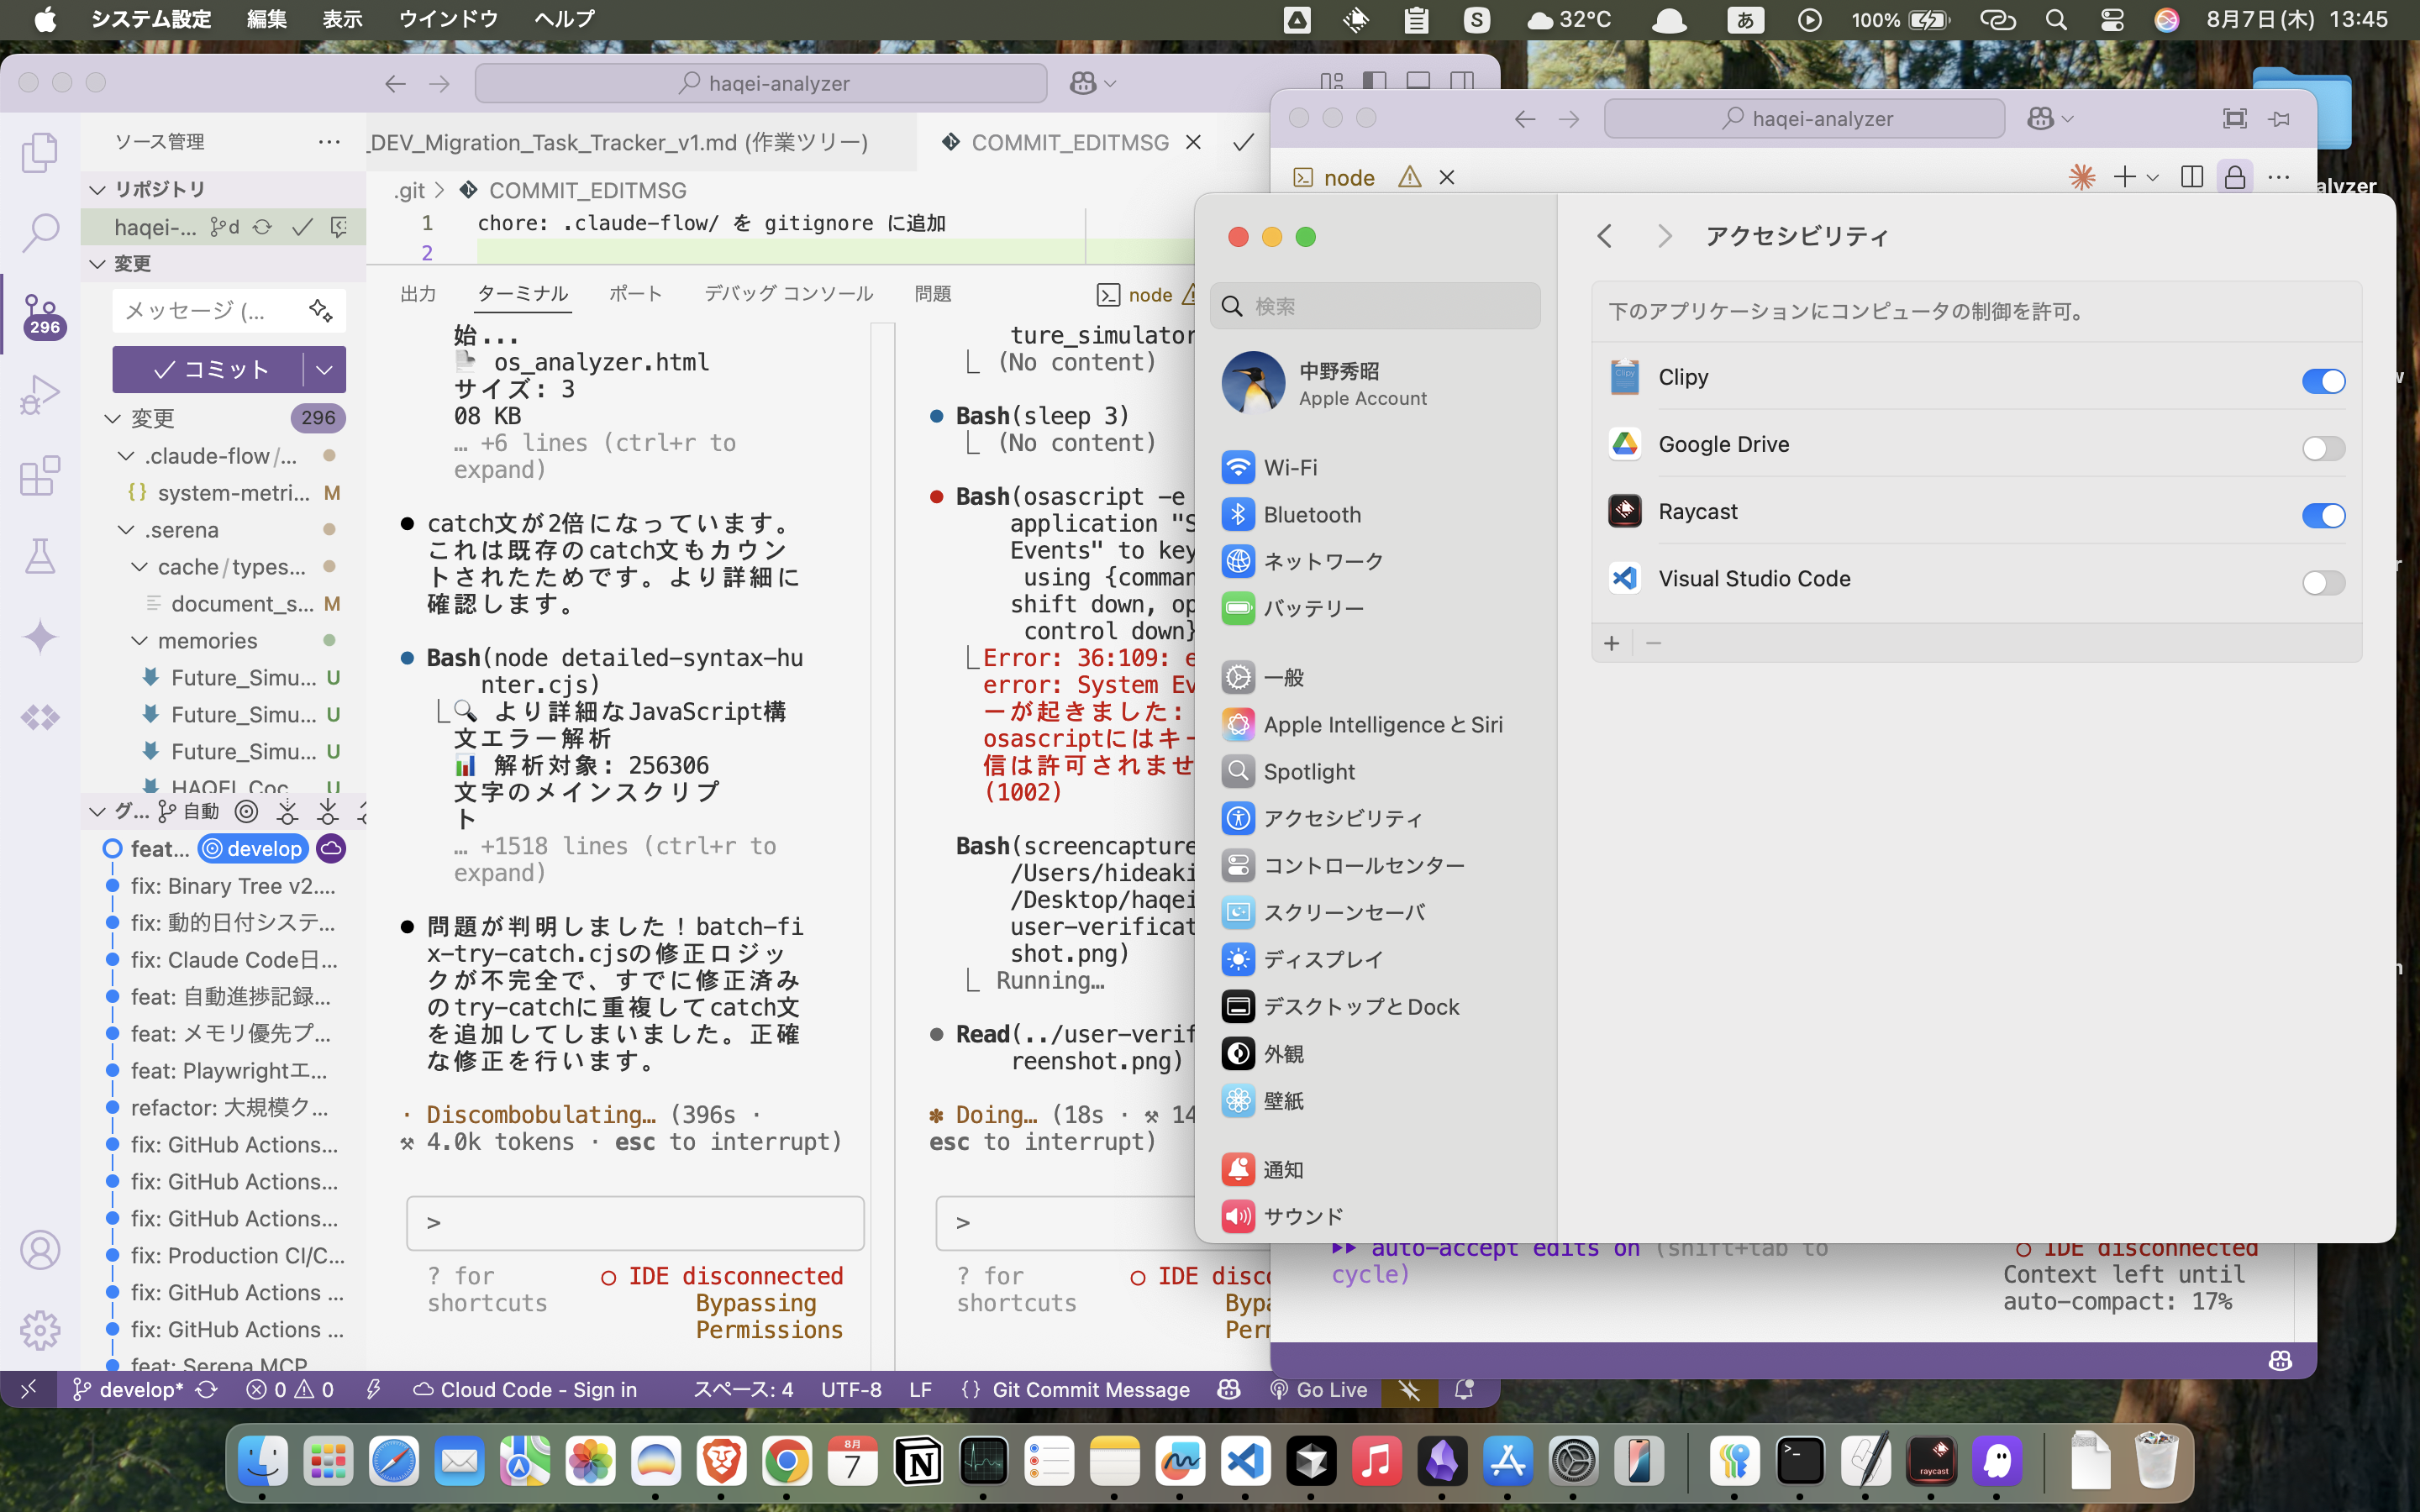 システム設定 編集 表示 ウインドウ ヘルプ
S 32°C あ 100% 8月7日(木) 13:45
haqei-analyzer
ソース管理 …
リポジトリ
haqei-... d
変更
メッセージ (...
296
コミット
変更 296
.claude-flow/...
{} system-metri... M
.serena
cache/types...
document_s... M
memories
Future_Simu... U
Future_Simu... U
Future_Simu... U
HAQEI_Coc... U
グ... 自動
feat... develop
fix: Binary Tree v2....
fix: 動的日付システ...
fix: Claude Code日...
feat: 自動進捗記録...
feat: メモリ優先プ...
feat: Playwrightエ...
refactor: 大規模ク...
fix: GitHub Actions...
fix: GitHub Actions...
fix: GitHub Actions...
fix: Production CI/C...
fix: GitHub Actions ...
fix: GitHub Actions ...
feat: Serena MCP
_DEV_Migration_Task_Tracker_v1.md (作業ツリー)
COMMIT_EDITMSG
.git > COMMIT_EDITMSG
1 chore: .claude-flow/ を gitignore に追加
2
出力 ターミナル ポート デバッグ コンソール 問題 node
始...
os_analyzer.html
サイズ: 3
08 KB
… +6 lines (ctrl+r to
expand)
catch文が2倍になっています。
これは既存のcatch文もカウン
トされたためです。より詳細に
確認します。
Bash(node detailed-syntax-hu
nter.cjs)
より詳細なJavaScript構
文エラー解析
解析対象: 256306
文字のメインスクリプ
ト
… +1518 lines (ctrl+r to
expand)
問題が判明しました！batch-fi
x-try-catch.cjsの修正ロジッ
クが不完全で、すでに修正済み
のtry-catchに重複してcatch文
を追加してしまいました。正確
な修正を行います。
· Discombobulating… (396s ·
4.0k tokens · esc to interrupt)
>
? for
shortcuts
IDE disconnected
Bypassing
Permissions
ture_simulator
(No content)
Bash(sleep 3)
(No content)
Bash(osascript -e
application "S
Events" to key
using {comman
shift down, op
control down}
Error: 36:109: e
error: System Ev
ーが起きました:
osascriptにはキー
信は許可されませ
(1002)
Bash(screencapture
/Users/hideaki
/Desktop/haqei
user-verificat
shot.png)
Running…
Read(../user-verif
reenshot.png)
Doing… (18s · 14
esc to interrupt)
>
? for
shortcuts
IDE disco
Bypa
Perm
develop* 0 0 Cloud Code - Sign in スペース: 4 UTF-8 LF {} Git Commit Message Go Live
haqei-analyzer
node
alyzer
検索
中野秀昭
Apple Account
Wi-Fi
Bluetooth
ネットワーク
バッテリー
一般
Apple IntelligenceとSiri
Spotlight
アクセシビリティ
コントロールセンター
スクリーンセーバ
ディスプレイ
デスクトップとDock
外観
壁紙
通知
サウンド
アクセシビリティ
下のアプリケーションにコンピュータの制御を許可。
Clipy
Clipy
Google Drive
Raycast
Visual Studio Code
+ −
auto-accept edits on (shift+tab to
cycle)
IDE disconnected
Context left until
auto-compact: 17%
8月
7
raycast